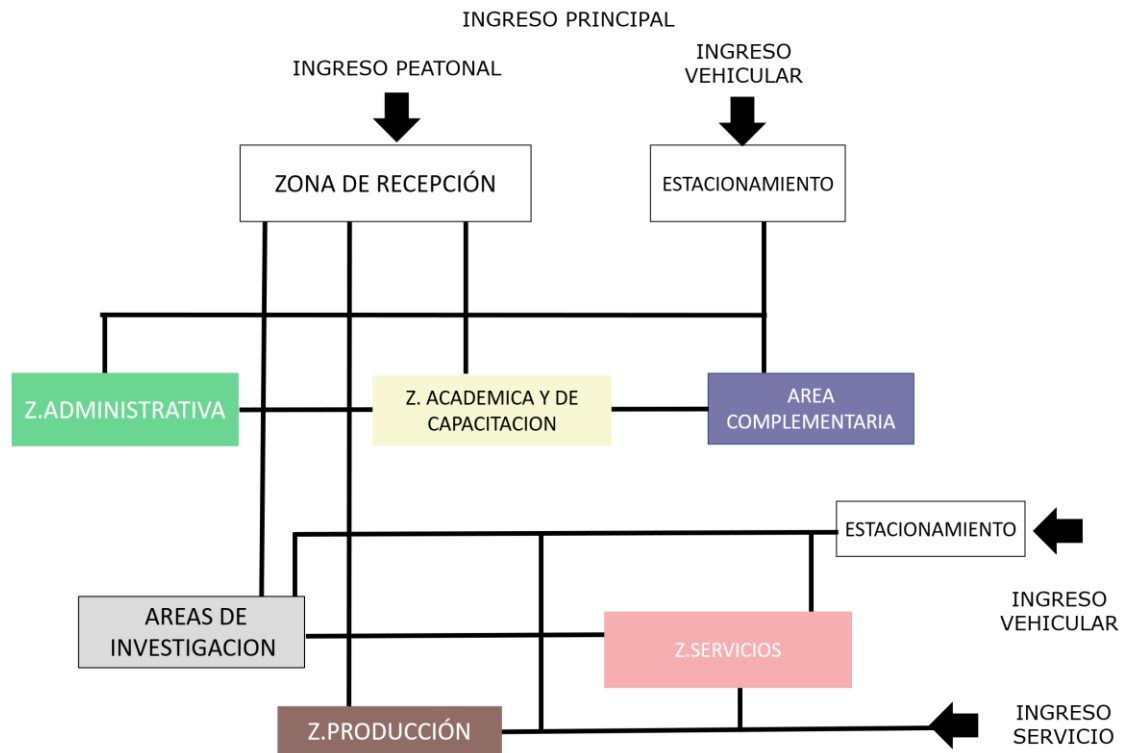 INGRESO PRINCIPAL
INGRESO PEATONAL
INGRESO
VEHICULAR
ZONA DE RECEPCIÓN
ESTACIONAMIENTO
Z.ADMINISTRATIVA
Z. ACADEMICA Y DE
CAPACITACION
AREA
COMPLEMENTARIA
ESTACIONAMIENTO
INGRESO
VEHICULAR
AREAS DE
INVESTIGACION
Z.SERVICIOS
Z.PRODUCCIÓN
INGRESO
SERVICIO